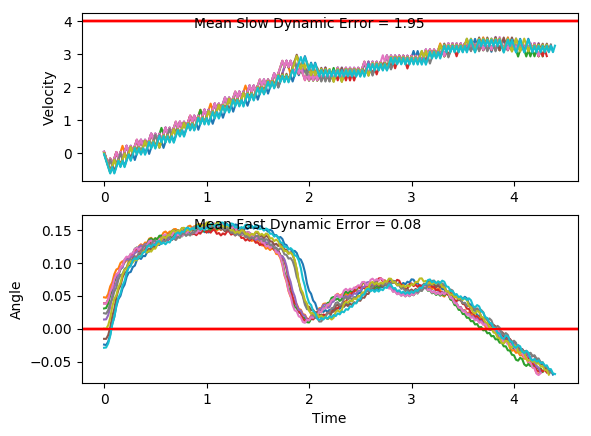 Mean Slow Dynamic Error = 1.95
Velocity
4
3
2
1
0
0 1 2 3 4
Mean Fast Dynamic Error = 0.08
Angle
0.15
0.10
0.05
0.00
−0.05
0 1 2 3 4
Time